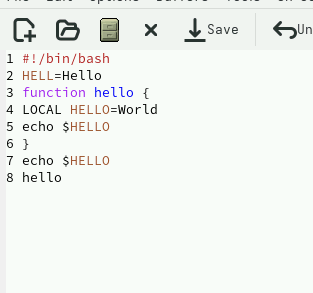 Save
Un
1 #!/bin/bash
2 HELL=Hello
3 function hello {
4 LOCAL HELLO=World
5 echo $HELLO
6 }
7 echo $HELLO
8 hello